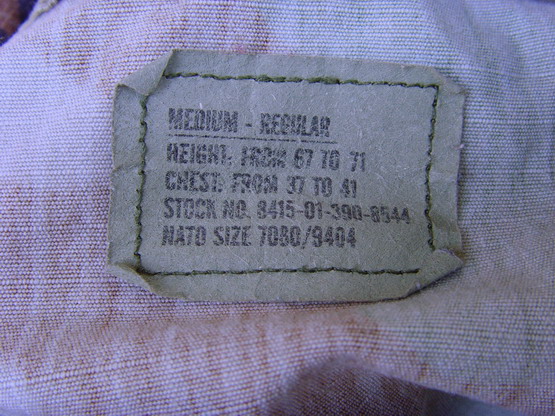 MEDIUM - REGULAR
HEIGHT: FROM 67 TO 71
CHEST: FROM 37 TO 41
STOCK NO. 8415-01-390-8544
NATO SIZE 7080/9404